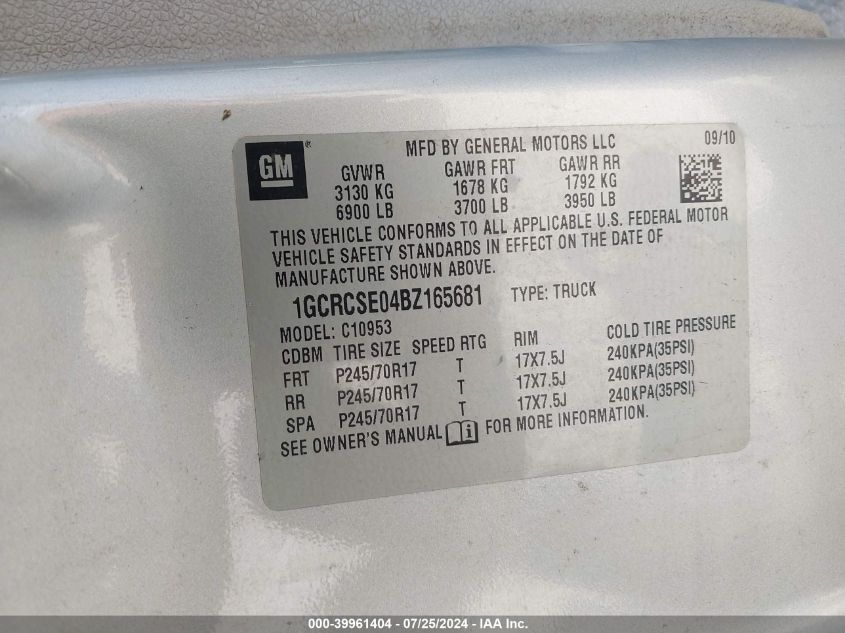 GM ®
MFD BY GENERAL MOTORS LLC 09/10
GVWR GAWR FRT GAWR RR
3130 KG 1678 KG 1792 KG
6900 LB 3700 LB 3950 LB
THIS VEHICLE CONFORMS TO ALL APPLICABLE U.S. FEDERAL MOTOR
VEHICLE SAFETY STANDARDS IN EFFECT ON THE DATE OF
MANUFACTURE SHOWN ABOVE.
1GCRCSE04BZ165681 TYPE: TRUCK
MODEL: C10953
CDBM TIRE SIZE SPEED RTG RIM COLD TIRE PRESSURE
FRT P245/70R17 T 17X7.5J 240KPA(35PSI)
RR P245/70R17 T 17X7.5J 240KPA(35PSI)
SPA P245/70R17 T 17X7.5J 240KPA(35PSI)
SEE OWNER'S MANUAL i FOR MORE INFORMATION.
000-39961404 - 07/25/2024 - IAA Inc.